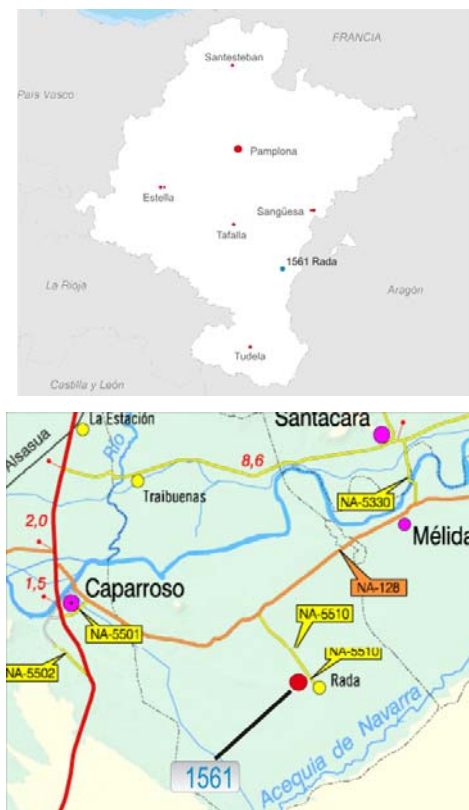 FRANCIA
Santesteban
País Vasco
Pamplona
Estella
Sangüesa
Tafalla
1561 Rada
La Rioja
Aragón
Tudela
Castilla y León
La Estación
Alsasua
Río
Santacara
8,6
Traibuenas
NA-5330
2,0
Mélida
1,5
Caparroso
NA-128
NA-5501
NA-5510
NA-5510
NA-5502
Rada
1561
Acequia de Navarra